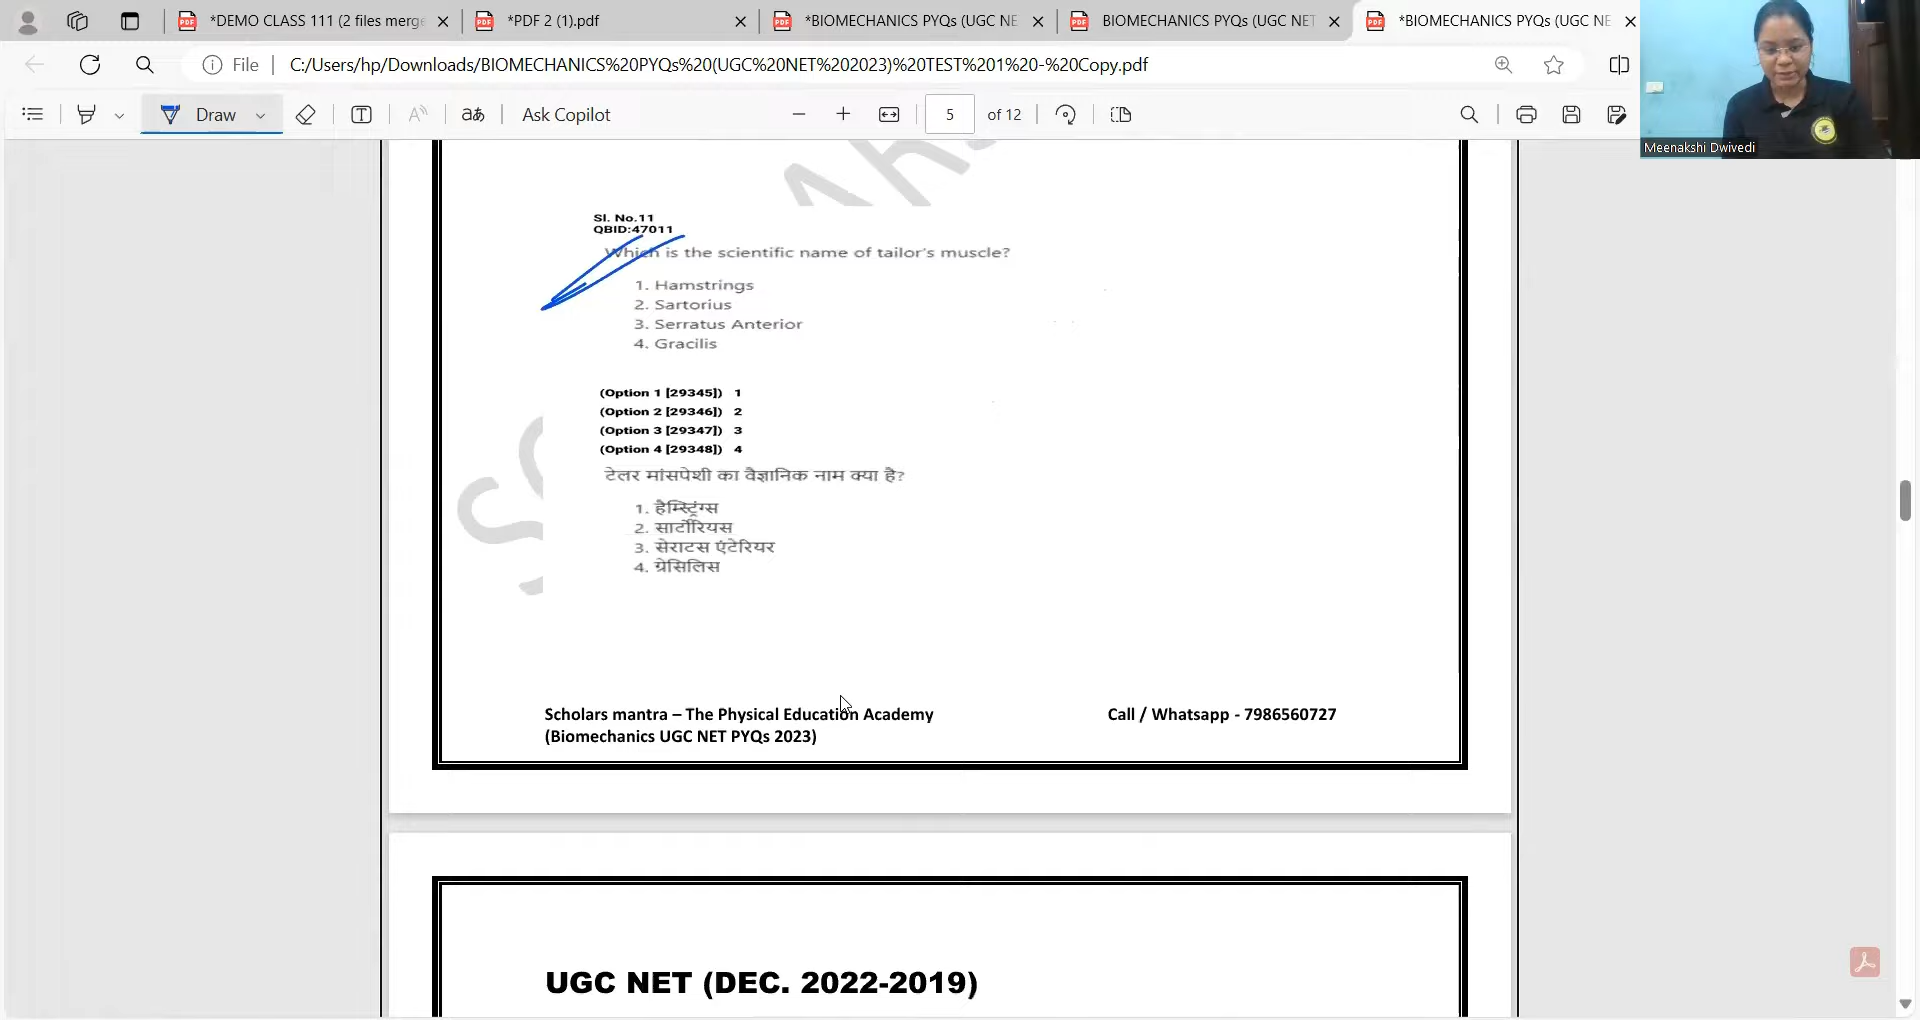 *DEMO CLASS 111 (2 files merge
*PDF 2 (1).pdf
*BIOMECHANICS PYQs (UGC NE
BIOMECHANICS PYQs (UGC NET
*BIOMECHANICS PYQs (UGC NE
File
C:/Users/hp/Downloads/BIOMECHANICS%20PYQs%20(UGC%20NET%202023)%20TEST%201%20-%20Copy.pdf
Draw
Ask Copilot
5 of 12
Meenakshi Dwivedi
Sl. No.11
QBID:47011
Which is the scientific name of tailor's muscle?
1. Hamstrings
2. Sartorius
3. Serratus Anterior
4. Gracilis
(Option 1 [29345]) 1
(Option 2 [29346]) 2
(Option 3 [29347]) 3
(Option 4 [29348]) 4
टेलर मांसपेशी का वैज्ञानिक नाम क्या है?
1. हैम्स्ट्रिंग्स
2. सार्टोरियस
3. सेराटस एंटेरियर
4. ग्रेसिलिस
Scholars mantra – The Physical Education Academy
Call / Whatsapp - 7986560727
(Biomechanics UGC NET PYQs 2023)
UGC NET (DEC. 2022-2019)